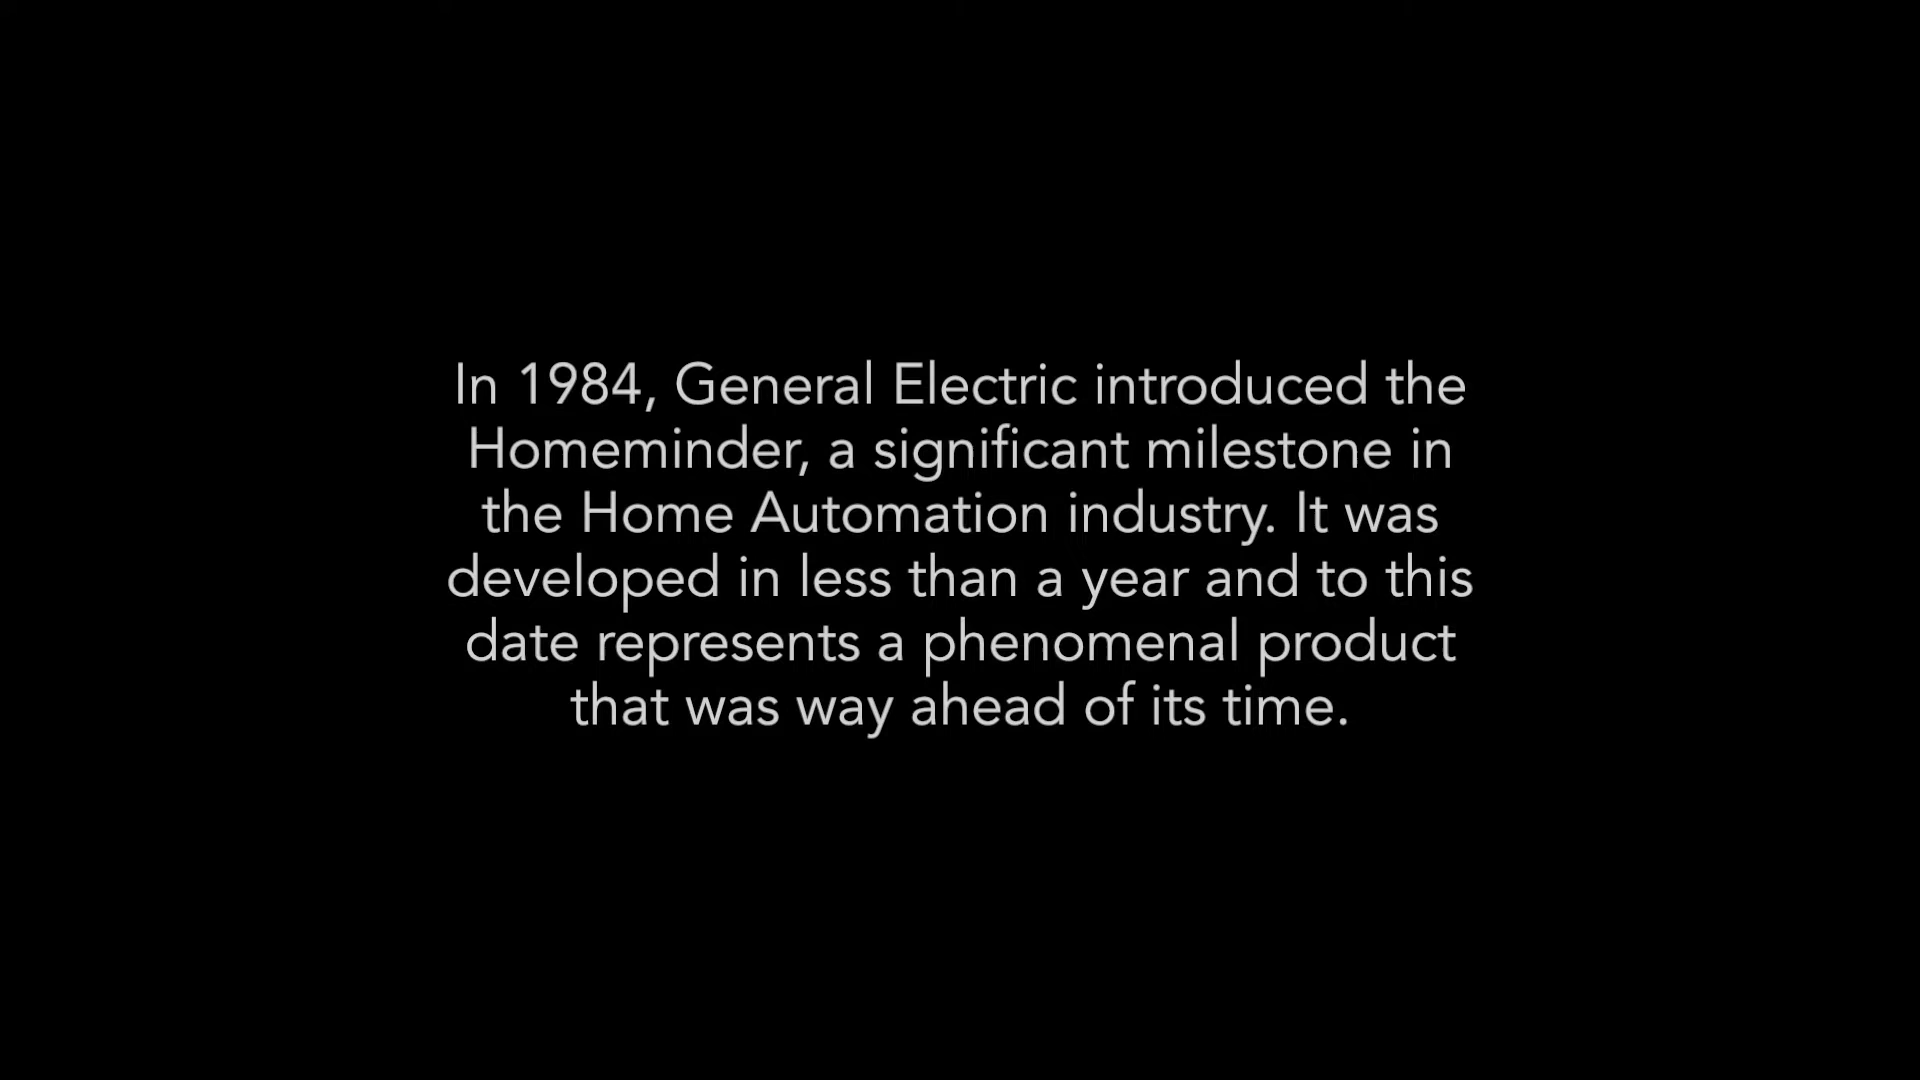 In 1984, General Electric introduced the
Homeminder, a significant milestone in
the Home Automation industry. It was
developed in less than a year and to this
date represents a phenomenal product
that was way ahead of its time.